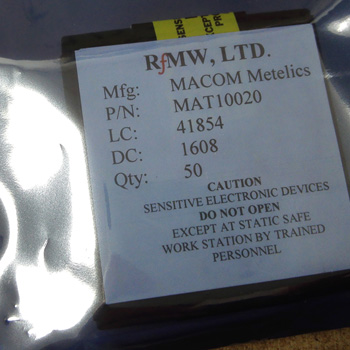 RfMW, LTD.
Mfg: MACOM Metelics
P/N: MAT10020
LC: 41854
DC: 1608
Qty: 50
CAUTION
SENSITIVE ELECTRONIC DEVICES
DO NOT OPEN
EXCEPT AT STATIC SAFE
WORK STATION BY TRAINED
PERSONNEL